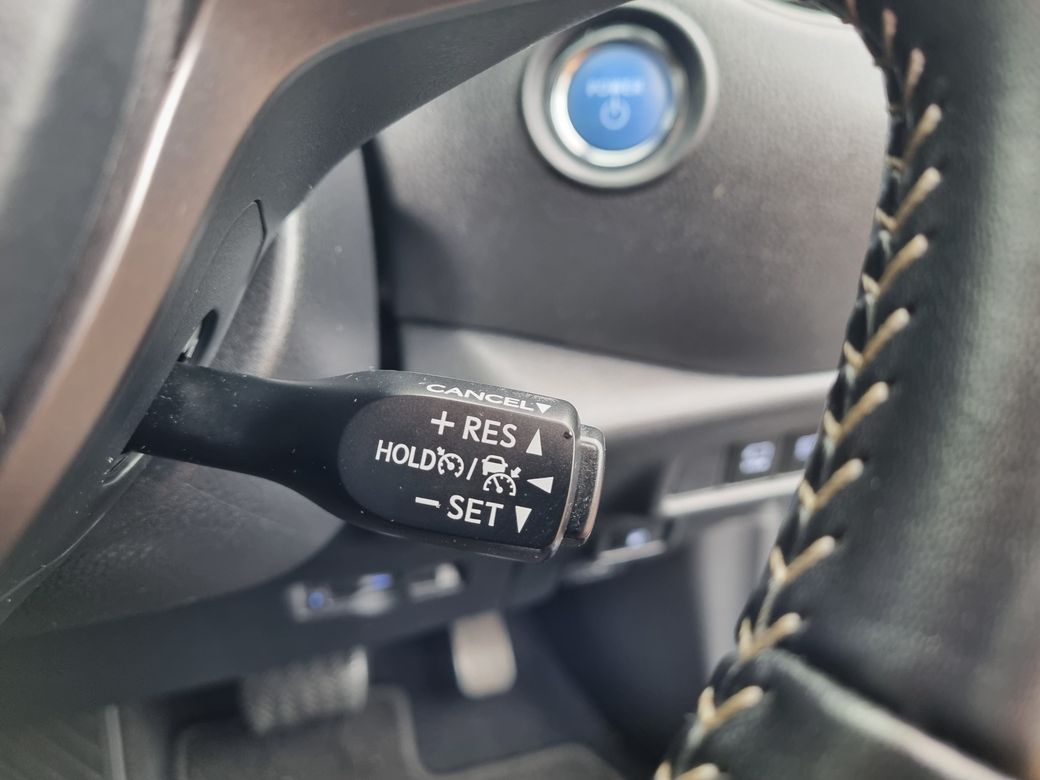 POWER
CANCEL▼
+ RES ▲
HOLD / ◀
− SET ▼